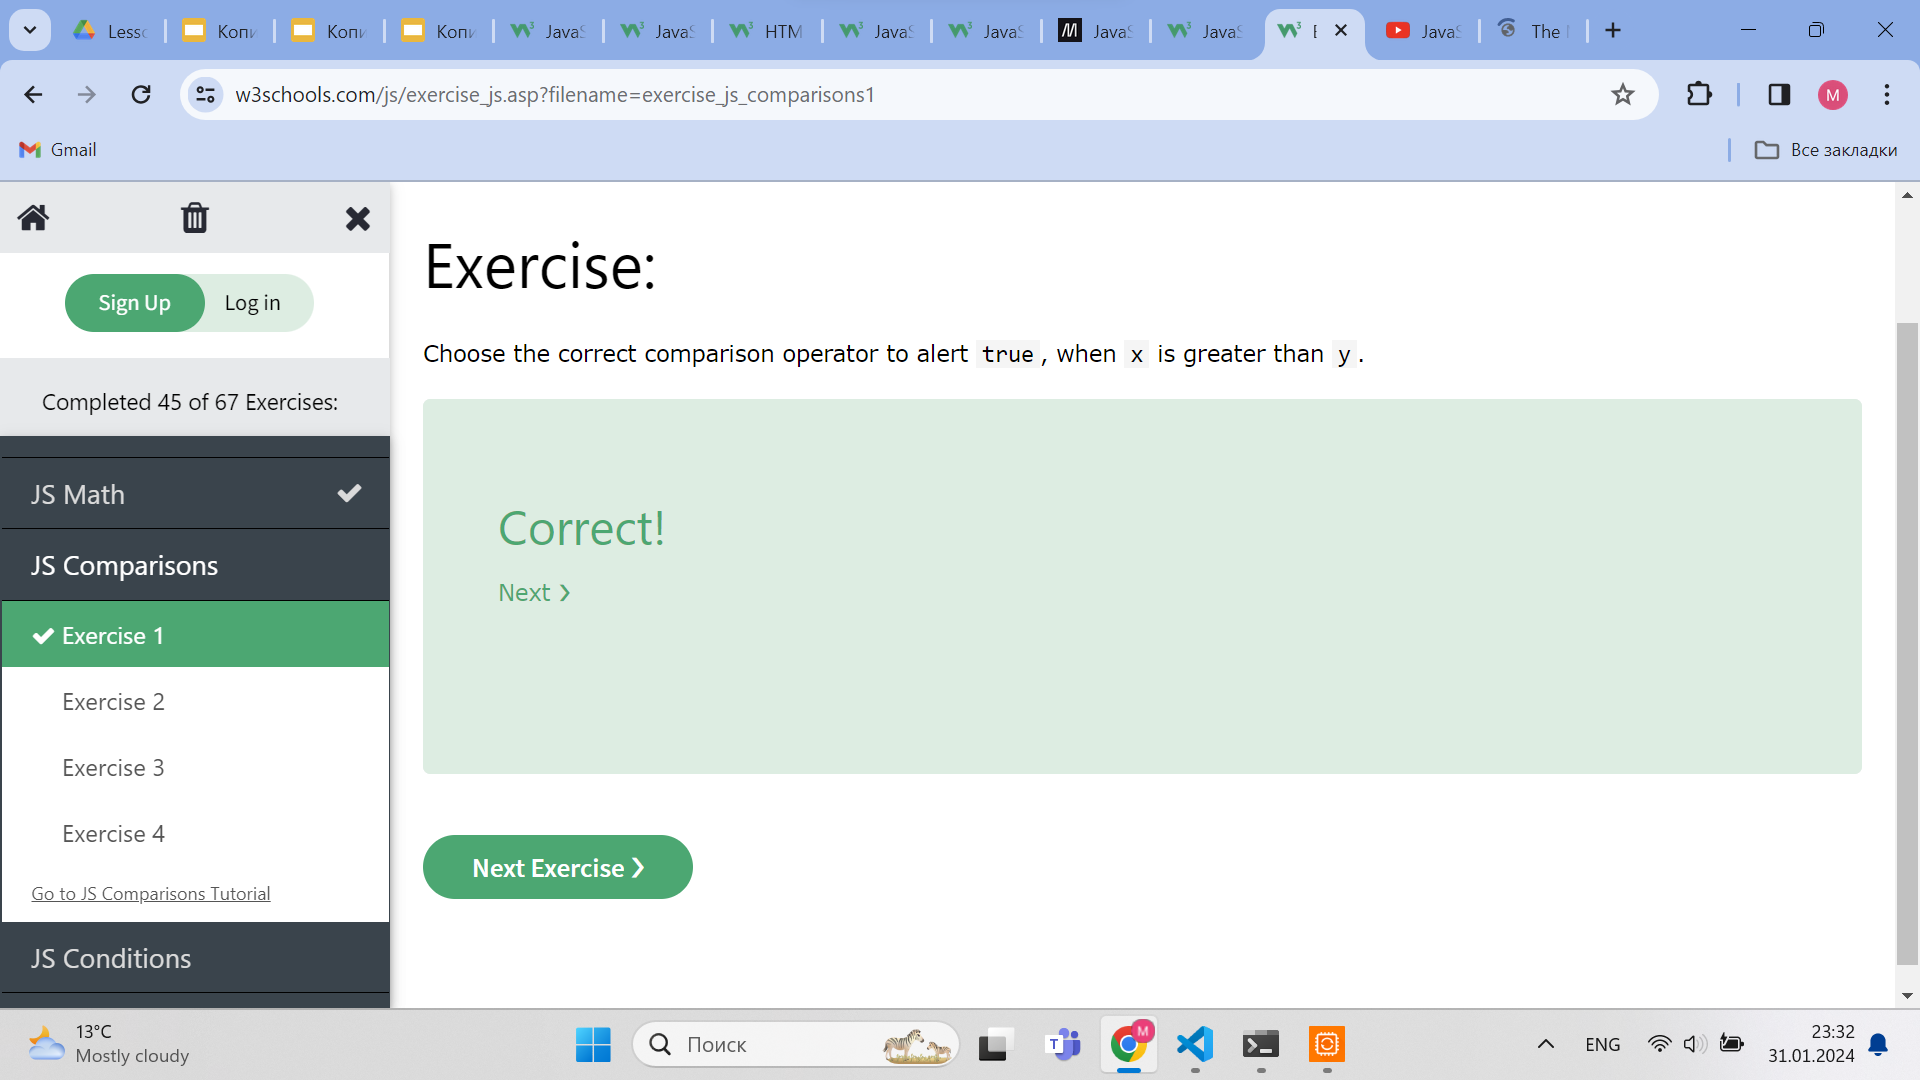 Lesso
Копи
Копи
Копи
JavaS
JavaS
HTM
JavaS
JavaS
JavaS
JavaS
E
JavaS
The
w3schools.com/js/exercise_js.asp?filename=exercise_js_comparisons1
M
Gmail
Все закладки
Sign Up
Log in
Completed 45 of 67 Exercises:
JS Math
JS Comparisons
Exercise 1
Exercise 2
Exercise 3
Exercise 4
Go to JS Comparisons Tutorial
JS Conditions
Exercise:
Choose the correct comparison operator to alert true, when x is greater than y.
Correct!
Next ❯
Next Exercise ❯
13°C
Mostly cloudy
Поиск
M
ENG
23:32
31.01.2024